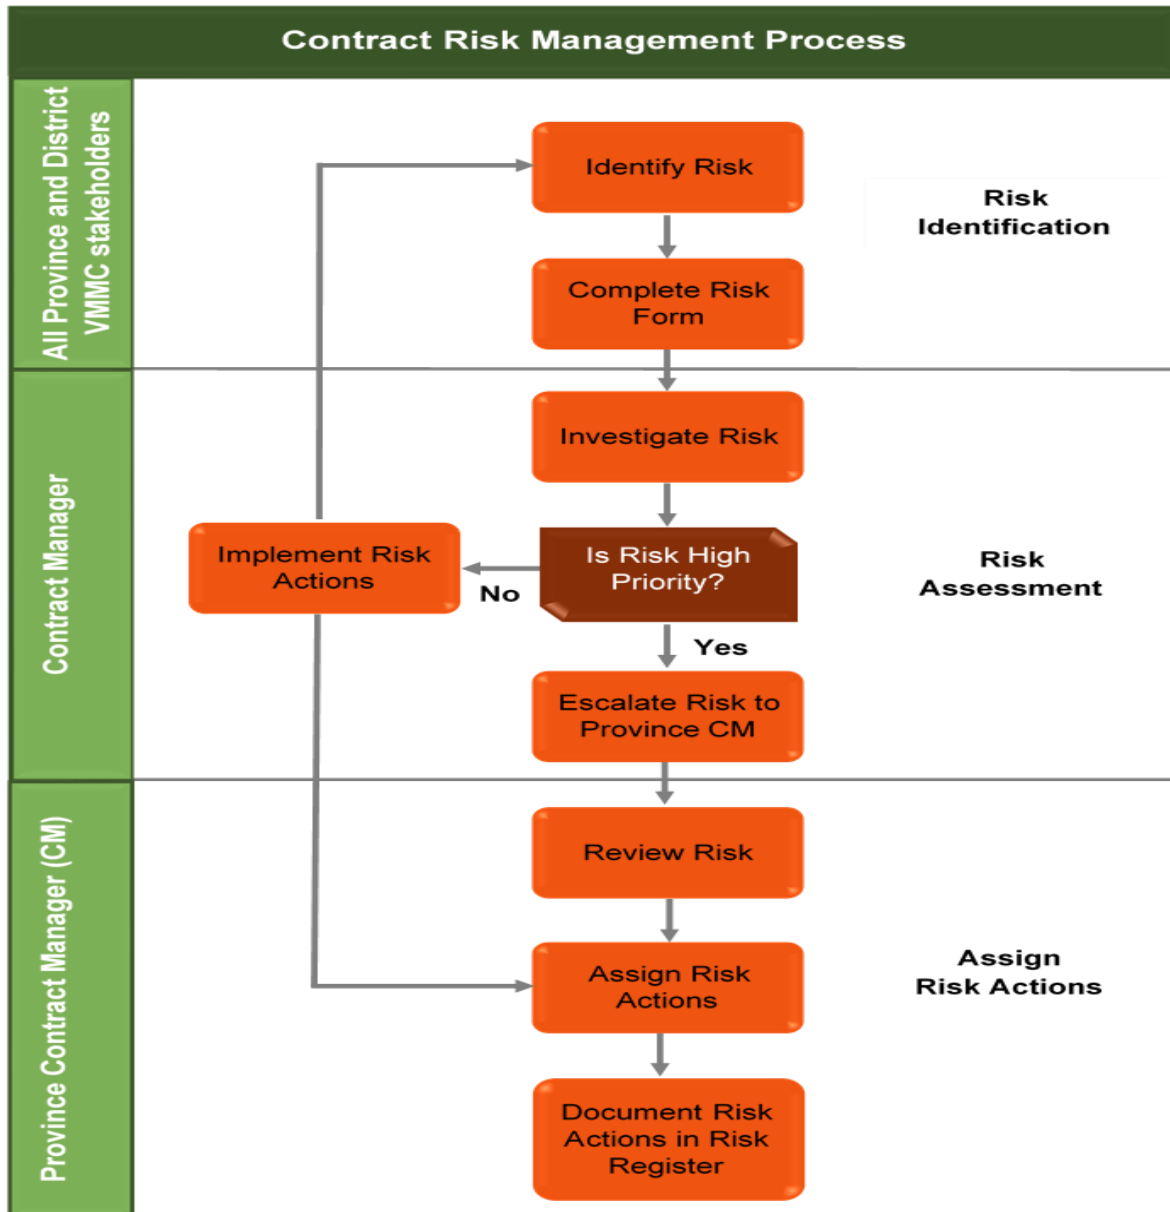 Contract Risk Management Process
All Province and District
VMMC stakeholders
Identify Risk
Risk
Identification
Complete Risk
Form
Contract Manager
Investigate Risk
Implement Risk
Actions
No
Is Risk High
Priority?
Risk
Assessment
Yes
Escalate Risk to
Province CM
Province Contract Manager (CM)
Review Risk
Assign Risk
Actions
Assign
Risk Actions
Document Risk
Actions in Risk
Register